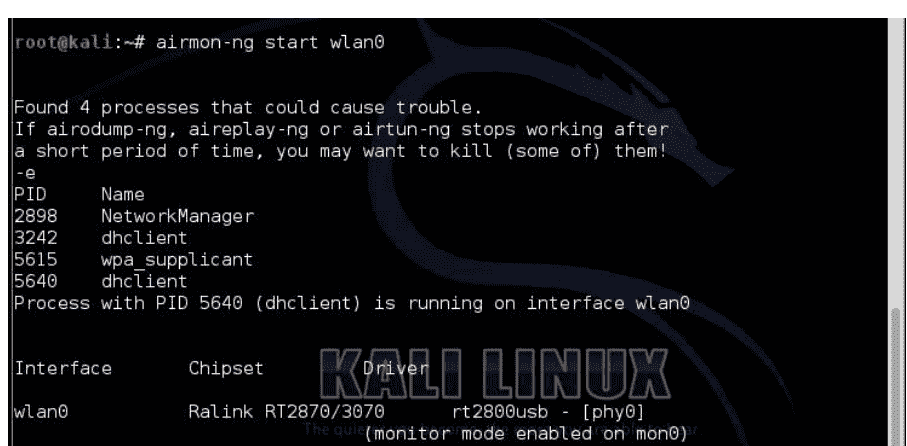 root@kali:~# airmon-ng start wlan0
Found 4 processes that could cause trouble.
If airodump-ng, aireplay-ng or airtun-ng stops working after
a short period of time, you may want to kill (some of) them!
-e
PID Name
2898 NetworkManager
3242 dhclient
5615 wpa_supplicant
5640 dhclient
Process with PID 5640 (dhclient) is running on interface wlan0
Interface Chipset Driver
KALI LINUX
wlan0 Ralink RT2870/3070 rt2800usb - [phy0]
(monitor mode enabled on mon0)